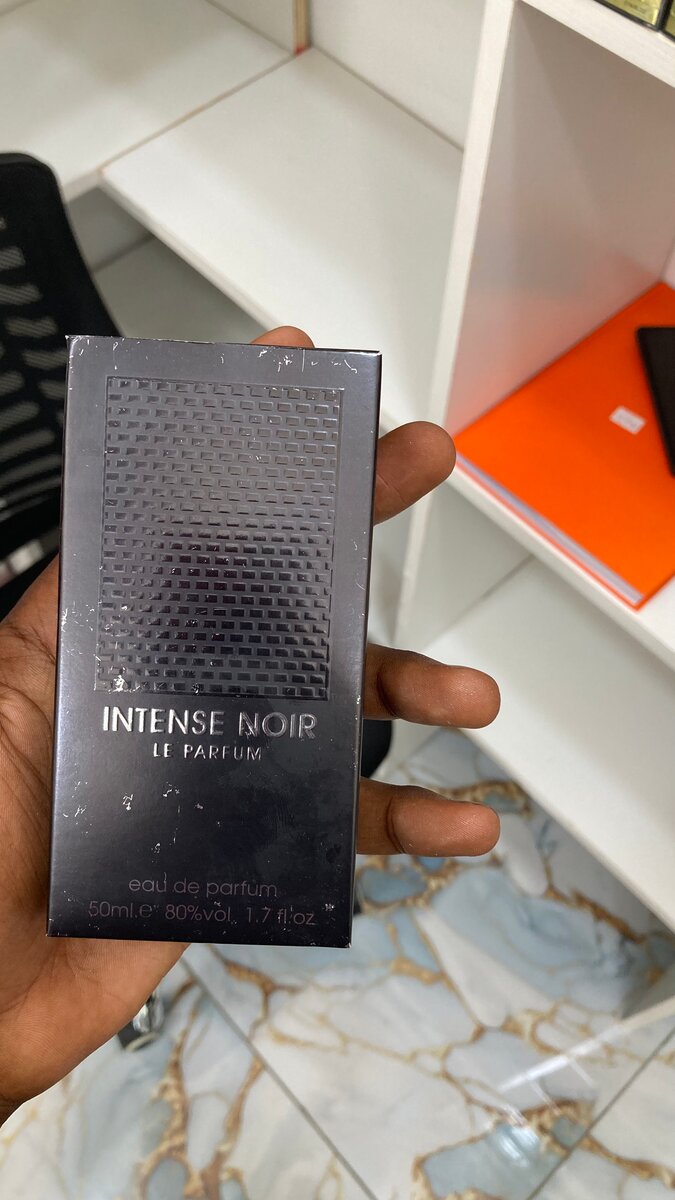 INTENSE NOIR
LE PARFUM
eau de parfum
50ml.e 80%vol. 1.7 fl.oz